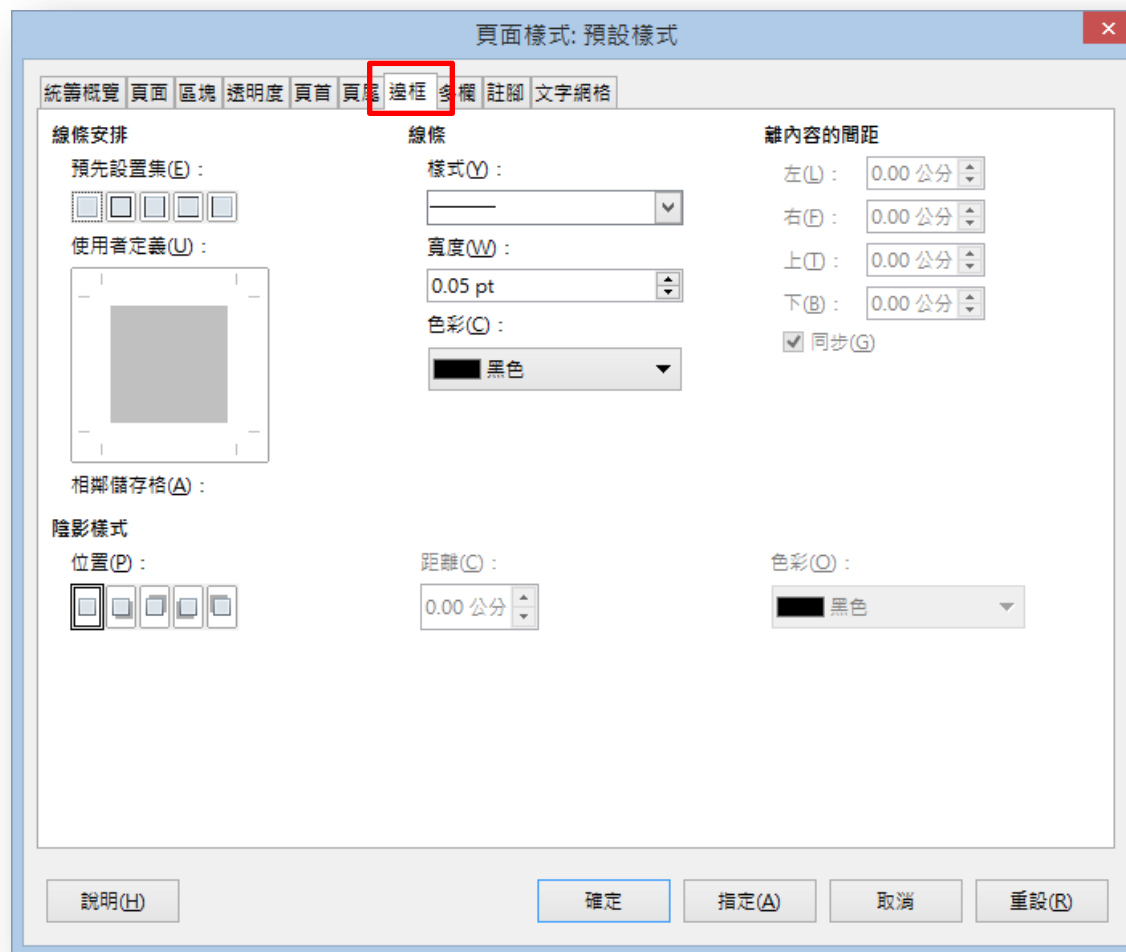 頁面樣式: 預設樣式
統籌概覽 頁面 區塊 透明度 頁首 頁尾 邊框 多欄 註腳 文字網格
線條安排 線條 離內容的間距
預先設置集(E) : 樣式(Y) : 左(L) : 0.00 公分
右(F) : 0.00 公分
使用者定義(U) : 寬度(W) :
0.05 pt 上(T) : 0.00 公分
下(B) : 0.00 公分
色彩(C) : 同步(G)
黑色
相鄰儲存格(A) :
陰影樣式
位置(P) : 距離(C) : 色彩(O) :
0.00 公分 黑色
說明(H) 確定 指定(A) 取消 重設(R)